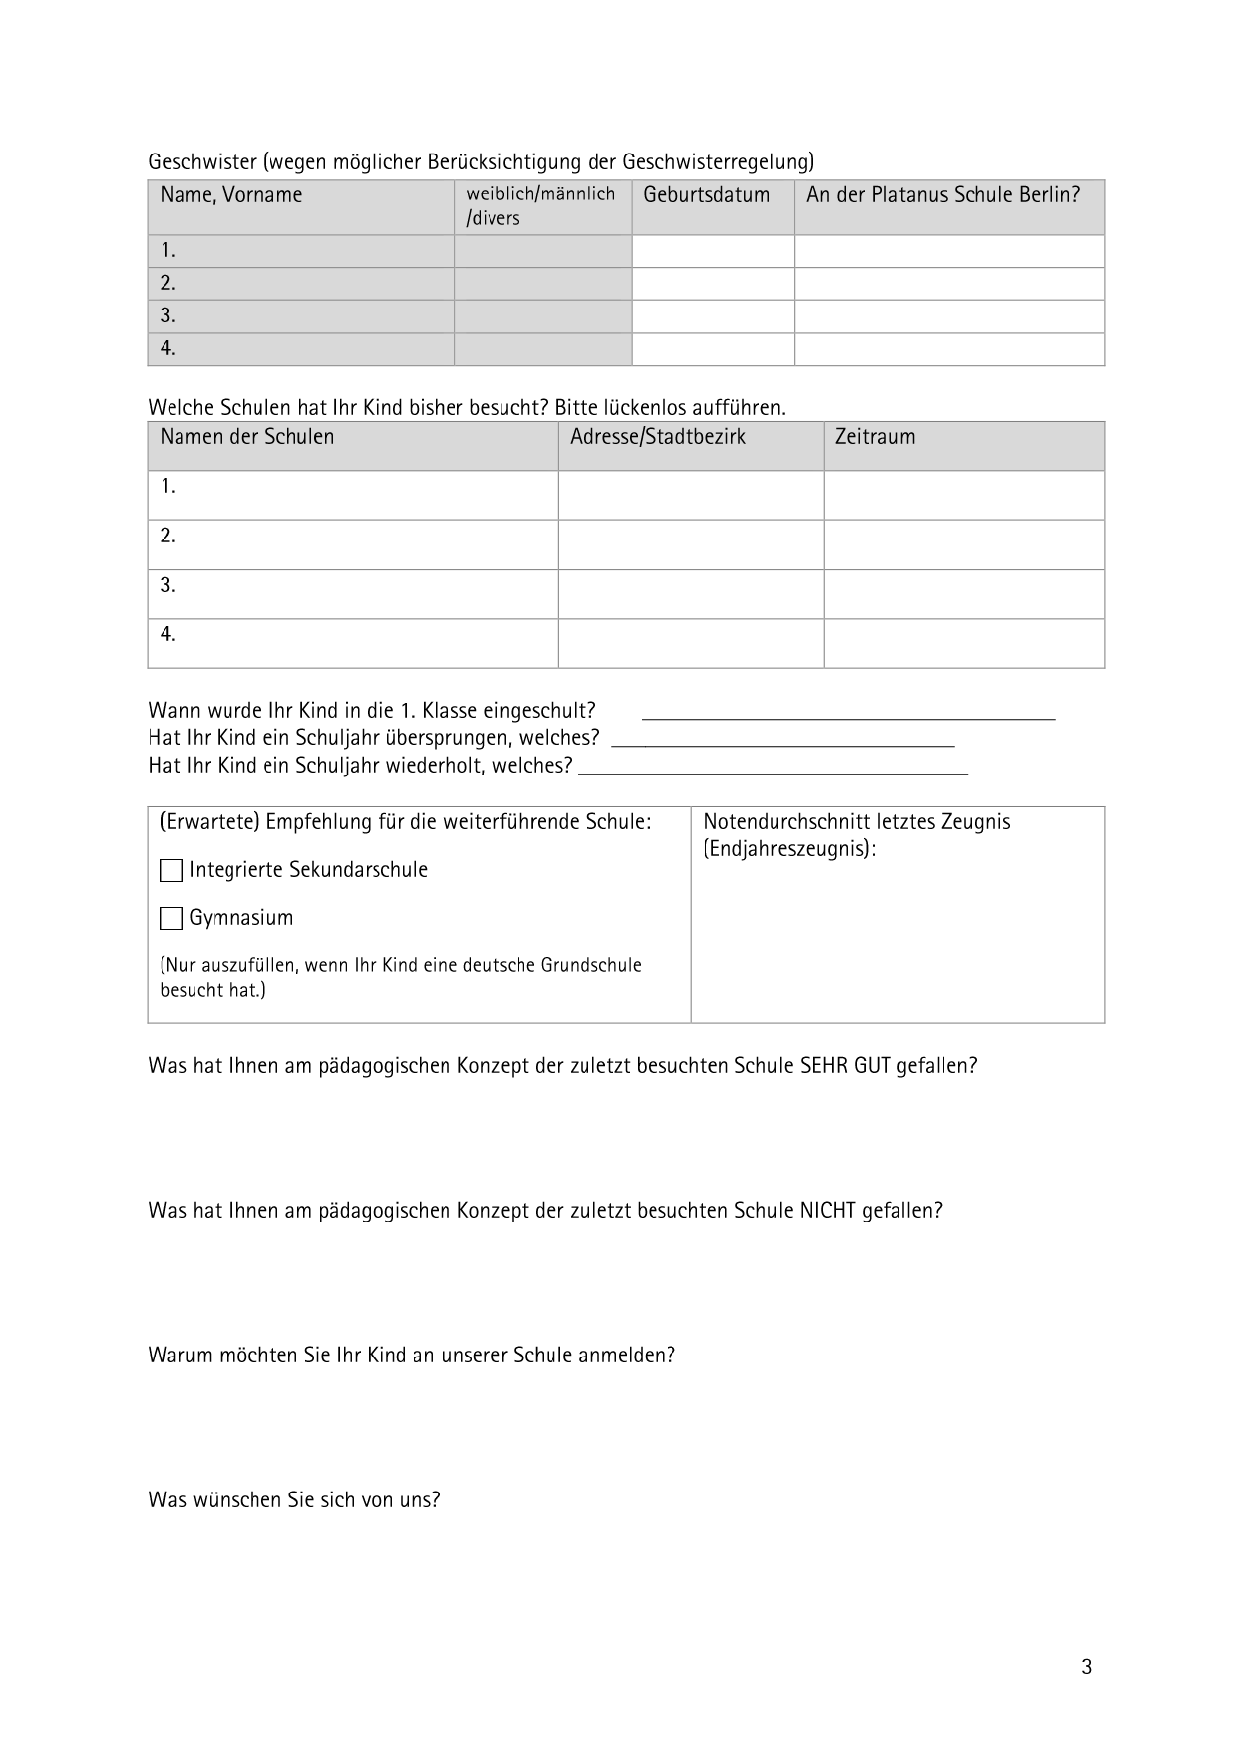 Geschwister (wegen möglicher Berücksichtigung der Geschwisterregelung)
Name, Vorname weiblich/männlich Geburtsdatum An der Platanus Schule Berlin?
/divers
1.
2.
3.
4.
Welche Schulen hat Ihr Kind bisher besucht? Bitte lückenlos aufführen.
Namen der Schulen Adresse/Stadtbezirk Zeitraum
1.
2.
3.
4.
Wann wurde Ihr Kind in die 1. Klasse eingeschult?
Hat Ihr Kind ein Schuljahr übersprungen, welches?
Hat Ihr Kind ein Schuljahr wiederholt, welches?
(Erwartete) Empfehlung für die weiterführende Schule:
Integrierte Sekundarschule
Gymnasium
(Nur auszufüllen, wenn Ihr Kind eine deutsche Grundschule
besucht hat.)
Notendurchschnitt letztes Zeugnis
(Endjahreszeugnis):
Was hat Ihnen am pädagogischen Konzept der zuletzt besuchten Schule SEHR GUT gefallen?
Was hat Ihnen am pädagogischen Konzept der zuletzt besuchten Schule NICHT gefallen?
Warum möchten Sie Ihr Kind an unserer Schule anmelden?
Was wünschen Sie sich von uns?
3